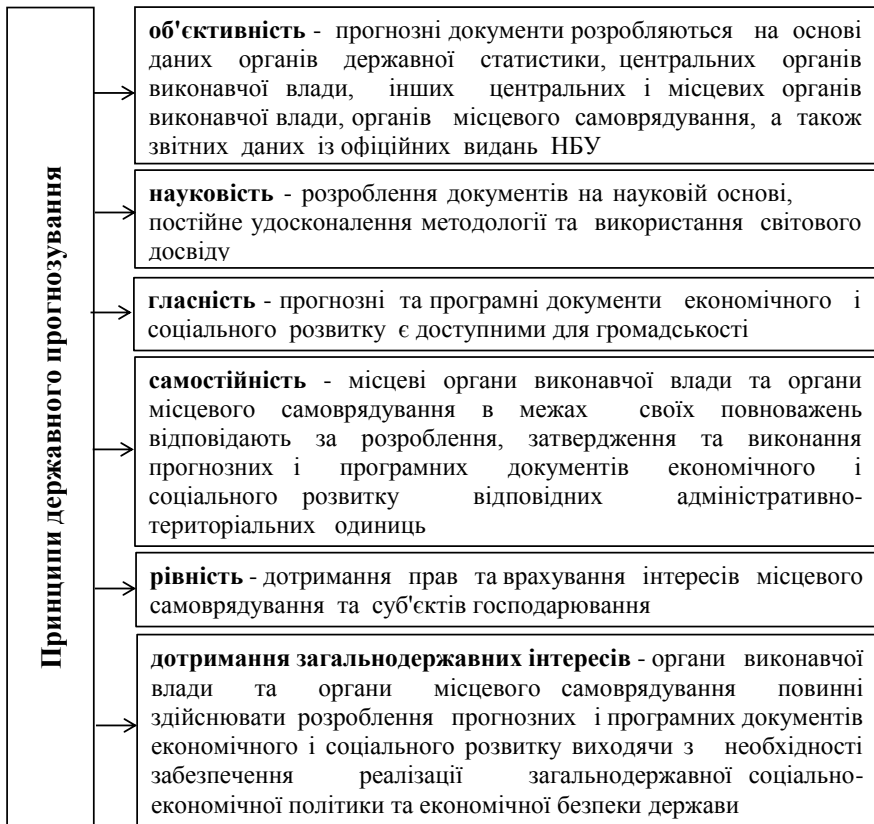 Принципи державного прогнозування
об'єктивність - прогнозні документи розробляються на основі
даних органів державної статистики, центральних органів
виконавчої влади, інших центральних і місцевих органів
виконавчої влади, органів місцевого самоврядування, а також
звітних даних із офіційних видань НБУ
науковість - розроблення документів на науковій основі,
постійне удосконалення методології та використання світового
досвіду
гласність - прогнозні та програмні документи економічного і
соціального розвитку є доступними для громадськості
самостійність - місцеві органи виконавчої влади та органи
місцевого самоврядування в межах своїх повноважень
відповідають за розроблення, затвердження та виконання
прогнозних і програмних документів економічного і
соціального розвитку відповідних адміністративно-
територіальних одиниць
рівність - дотримання прав та врахування інтересів місцевого
самоврядування та суб'єктів господарювання
дотримання загальнодержавних інтересів - органи виконавчої
влади та органи місцевого самоврядування повинні
здійснювати розроблення прогнозних і програмних документів
економічного і соціального розвитку виходячи з необхідності
забезпечення реалізації загальнодержавної соціально-
економічної політики та економічної безпеки держави